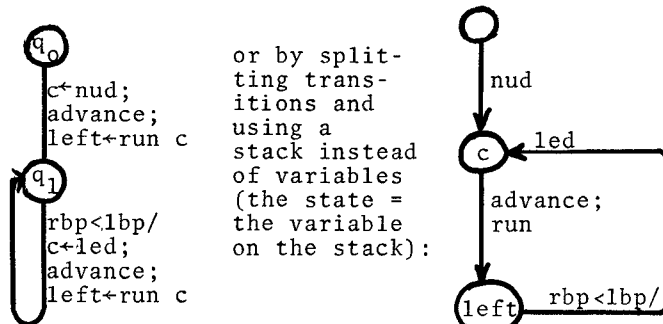 q0
c←nud;
advance;
left←run c
q1
rbp<lbp/
c←led;
advance;
left←run c
or by split-
ting trans-
itions and
using a
stack instead
of variables
(the state =
the variable
on the stack):
nud
c
led
advance;
run
left
rbp<lbp/